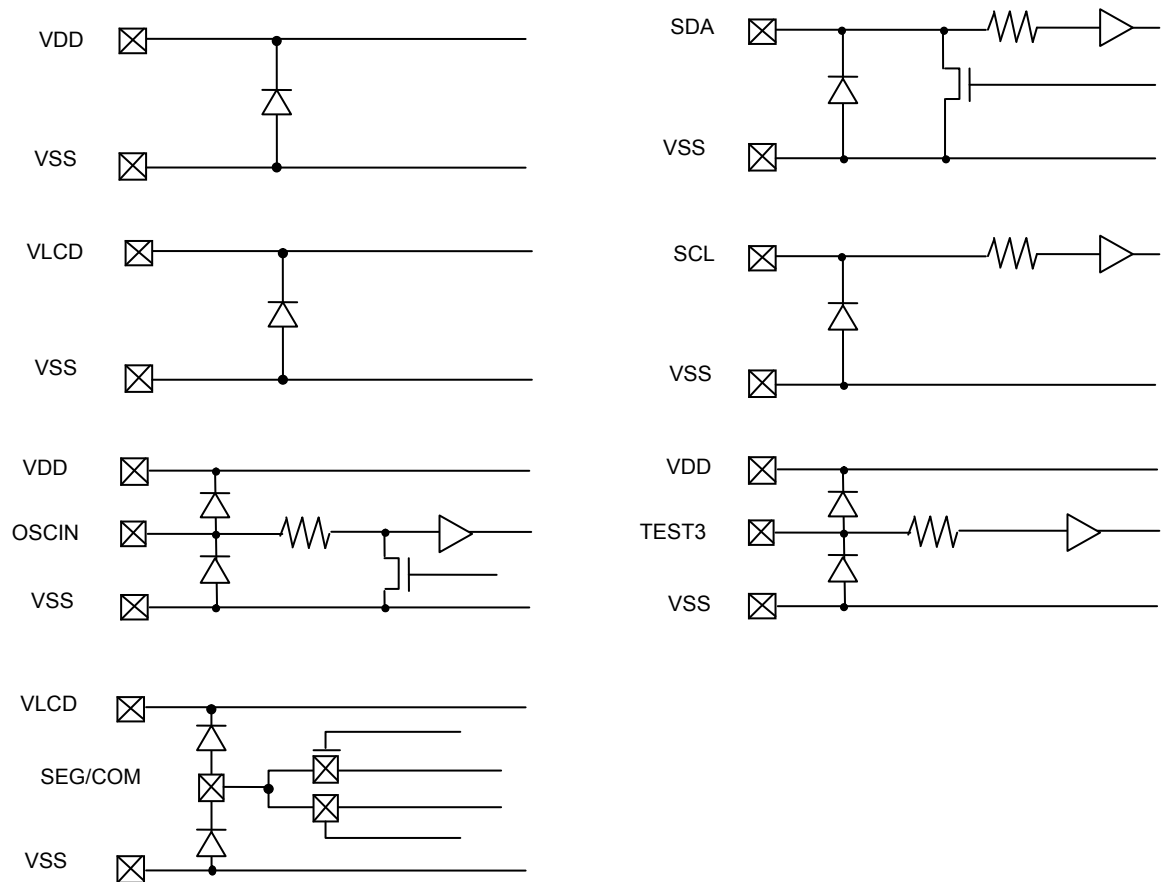 VDD
VSS
VLCD
VSS
VDD
OSCIN
VSS
VLCD
SEG/COM
VSS
SDA
VSS
SCL
VSS
VDD
TEST3
VSS